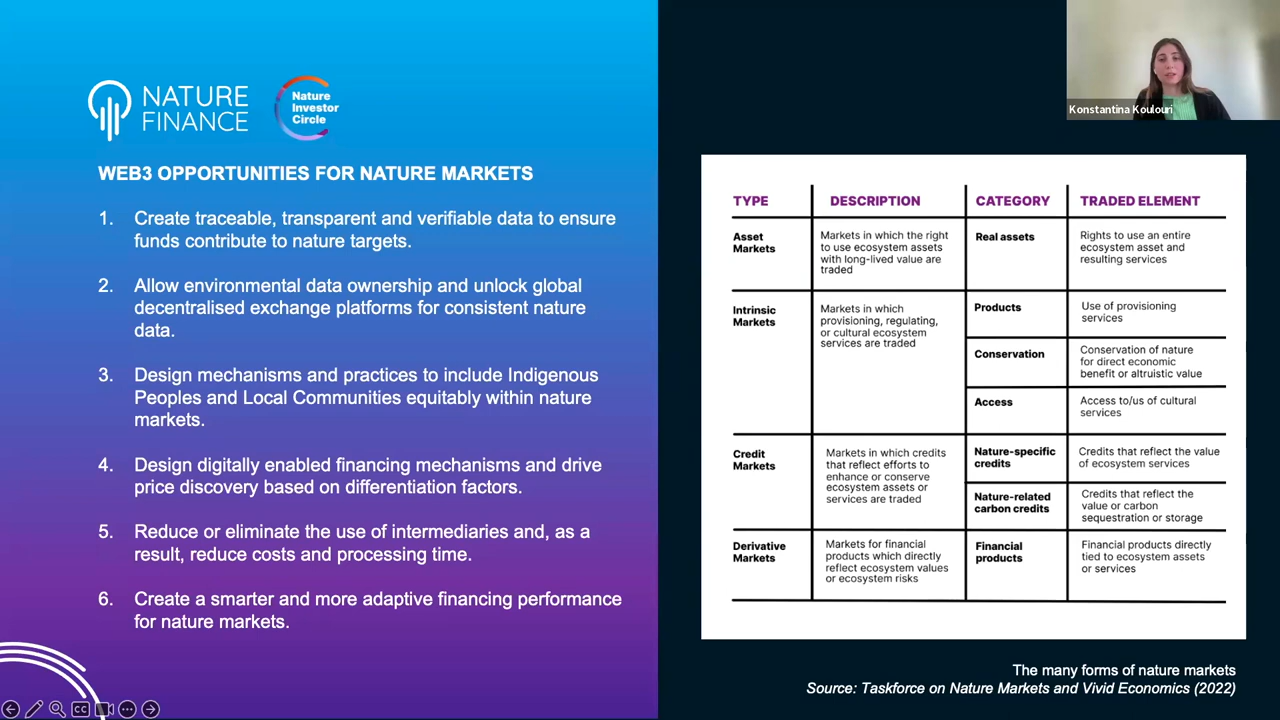 NATURE
FINANCE
Nature
Investor
Circle
WEB3 OPPORTUNITIES FOR NATURE MARKETS
1. Create traceable, transparent and verifiable data to ensure
funds contribute to nature targets.
2. Allow environmental data ownership and unlock global
decentralised exchange platforms for consistent nature
data.
3. Design mechanisms and practices to include Indigenous
Peoples and Local Communities equitably within nature
markets.
4. Design digitally enabled financing mechanisms and drive
price discovery based on differentiation factors.
5. Reduce or eliminate the use of intermediaries and, as a
result, reduce costs and processing time.
6. Create a smarter and more adaptive financing performance
for nature markets.
CC
Konstantina Koulouri
TYPE DESCRIPTION CATEGORY TRADED ELEMENT
Asset
Markets
Markets in which the right
to use ecosystem assets
with long-lived value are
traded
Real assets
Rights to use an entire
ecosystem asset and
resulting services
Intrinsic
Markets
Markets in which
provisioning, regulating,
or cultural ecosystem
services are traded
Products
Use of provisioning
services
Conservation
Conservation of nature
for direct economic
benefit or altruistic value
Access
Access to/us of cultural
services
Credit
Markets
Markets in which credits
that reflect efforts to
enhance or conserve
ecosystem assets or
services are traded
Nature-specific
credits
Credits that reflect the value
of ecosystem services
Nature-related
carbon credits
Credits that reflect the
value or carbon
sequestration or storage
Derivative
Markets
Markets for financial
products which directly
reflect ecosystem values
or ecosystem risks
Financial
products
Financial products directly
tied to ecosystem assets
or services
The many forms of nature markets
Source: Taskforce on Nature Markets and Vivid Economics (2022)